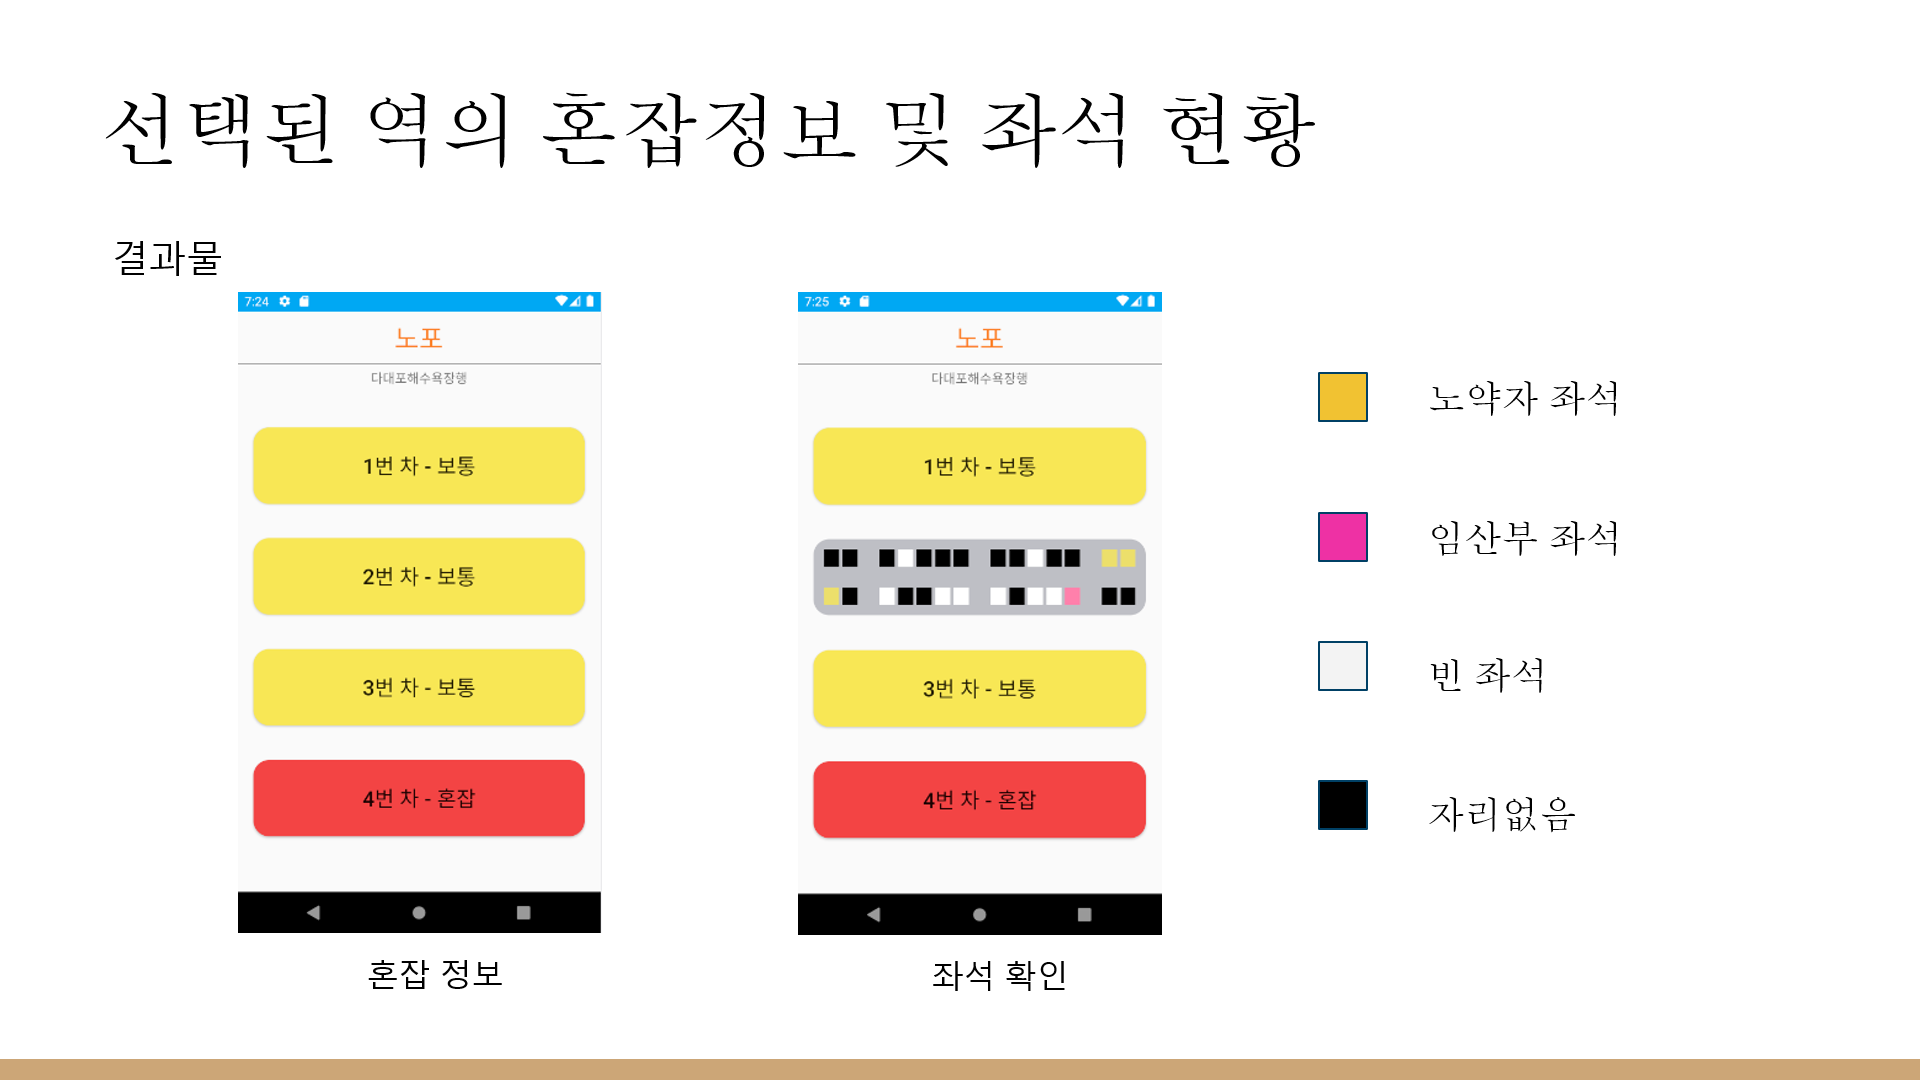 선택된 역의 혼잡정보 및 좌석 현황
결과물
7:24
노포
다대포해수욕장행
1번 차 - 보통
2번 차 - 보통
3번 차 - 보통
4번 차 - 혼잡
혼잡 정보
7:25
노포
다대포해수욕장행
1번 차 - 보통
3번 차 - 보통
4번 차 - 혼잡
좌석 확인
노약자 좌석
임산부 좌석
빈 좌석
자리없음